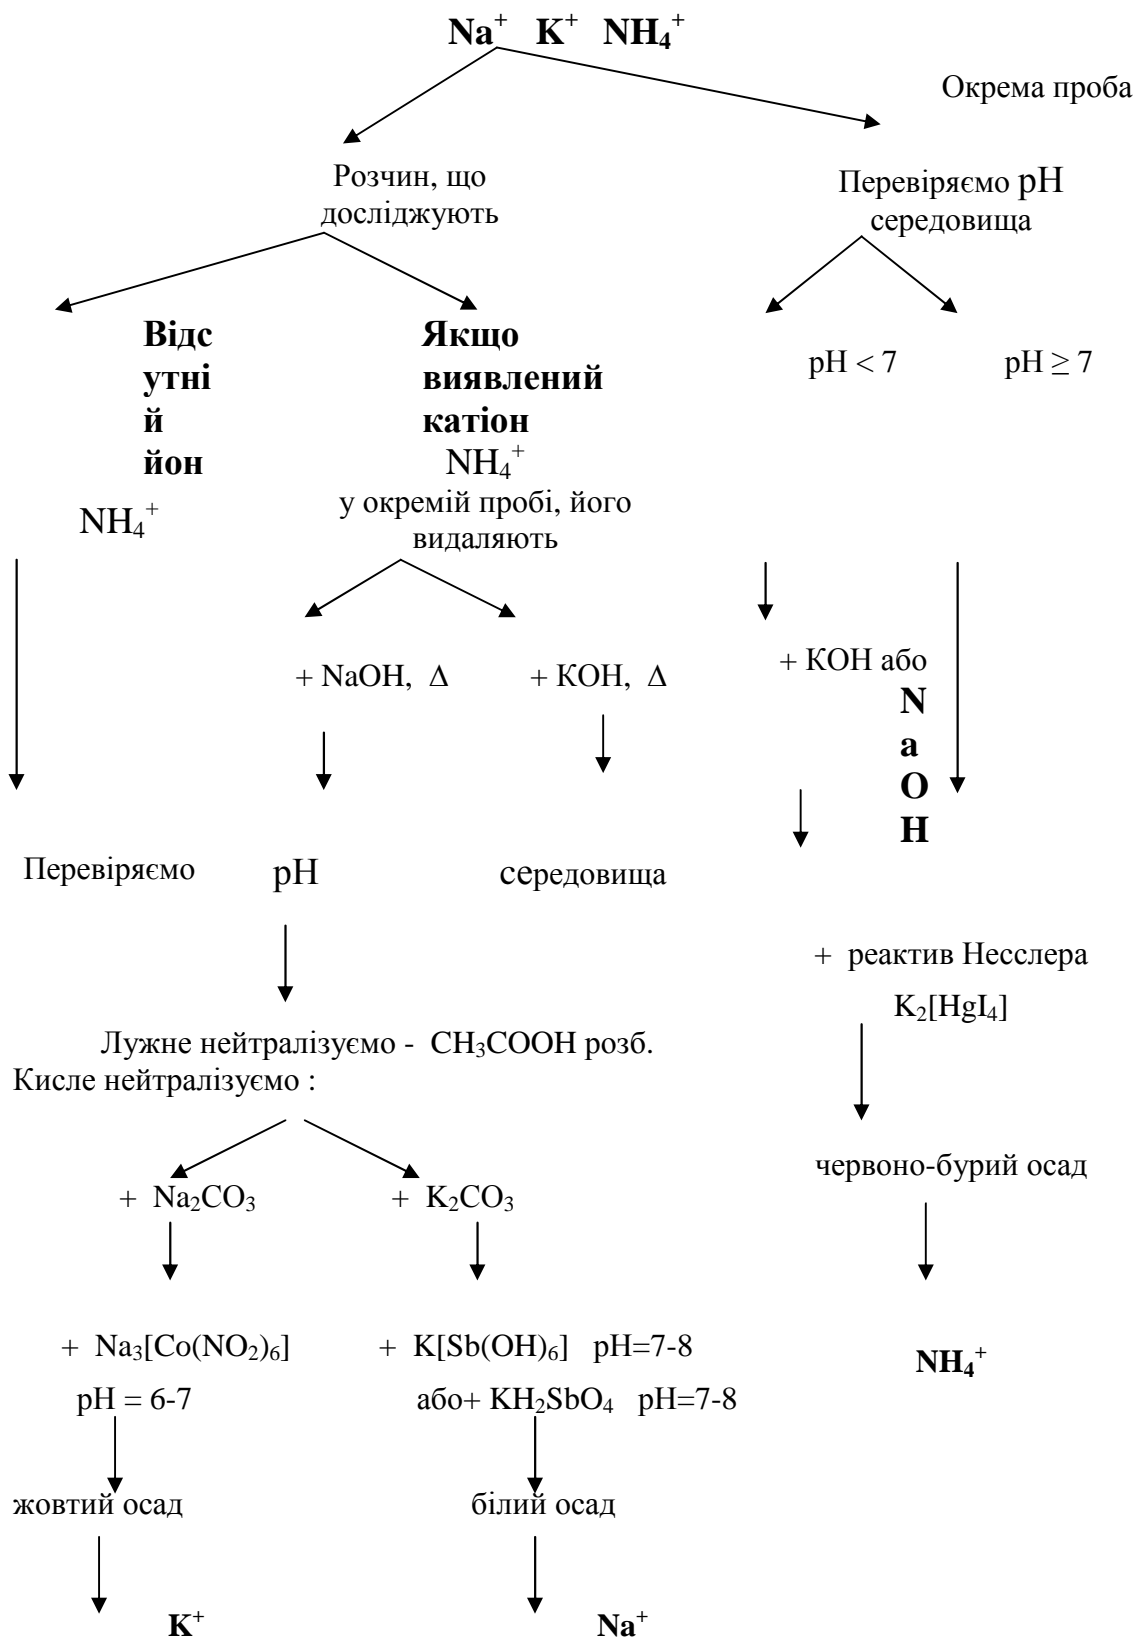 Na⁺ K⁺ NH₄⁺
Окрема проба
Розчин, що
досліджують
Перевіряємо pH
середовища
Відс
утні
й
йон
NH₄⁺
Якщо
виявлений
катіон
NH₄⁺
у окремій пробі, його
видаляють
pH < 7
pH ≥ 7
+ NaOH, Δ
+ КОН, Δ
+ КОН або
N
a
O
H
Перевіряємо pH середовища
+ реактив Несслера
K₂[HgI₄]
Лужне нейтралізуємо - CH₃COOH розб.
Кисле нейтралізуємо :
+ Na₂CO₃
+ K₂CO₃
червоно-бурий осад
+ Na₃[Co(NO₂)₆]
pH = 6-7
+ K[Sb(OH)₆] pH=7-8
або+ KH₂SbO₄ pH=7-8
NH₄⁺
жовтий осад
білий осад
K⁺
Na⁺